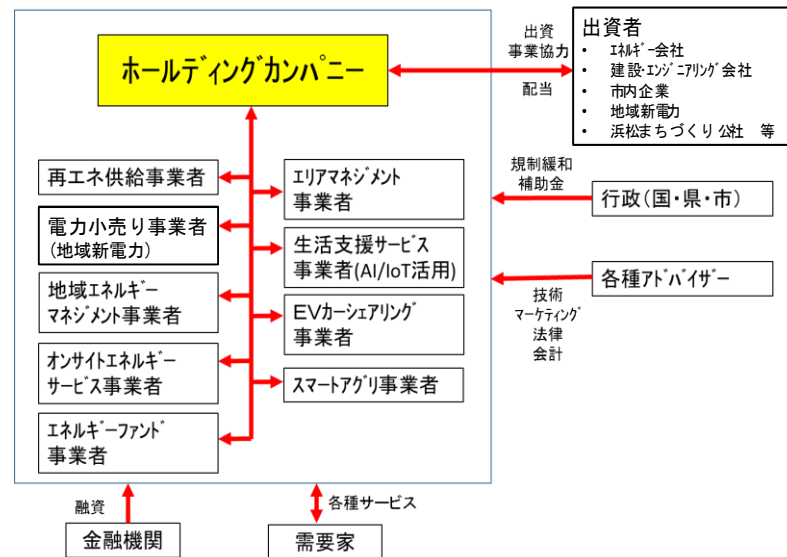 ホールディングカンパニー
出資
事業協力
配当
出資者
• エネルギー会社
• 建設・エンジニアリング会社
• 市内企業
• 地域新電力
• 浜松まちづくり公社 等
再エネ供給事業者
電力小売り事業者
(地域新電力)
地域エネルギー
マネジメント事業者
オンサイトエネルギー
サービス事業者
エネルギーファンド
事業者
エリアマネジメント
事業者
生活支援サービス
事業者(AI/IoT活用)
EVカーシェアリング
事業者
スマートアグリ事業者
規制緩和
補助金
行政(国・県・市)
各種アドバイザー
技術
マーケティング
法律
会計
融資
金融機関
各種サービス
需要家